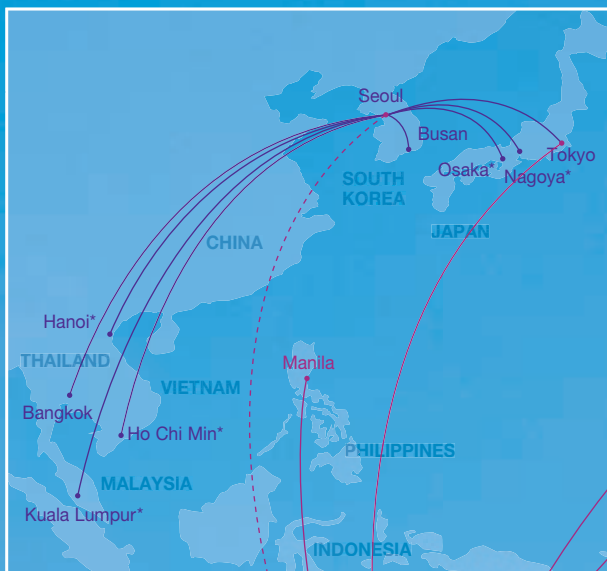 Seoul
Busan
Tokyo
Osaka*
Nagoya*
SOUTH
KOREA
JAPAN
CHINA
Hanoi*
THAILAND
Manila
VIETNAM
Bangkok
Ho Chi Min*
PHILIPPINES
MALAYSIA
Kuala Lumpur*
INDONESIA